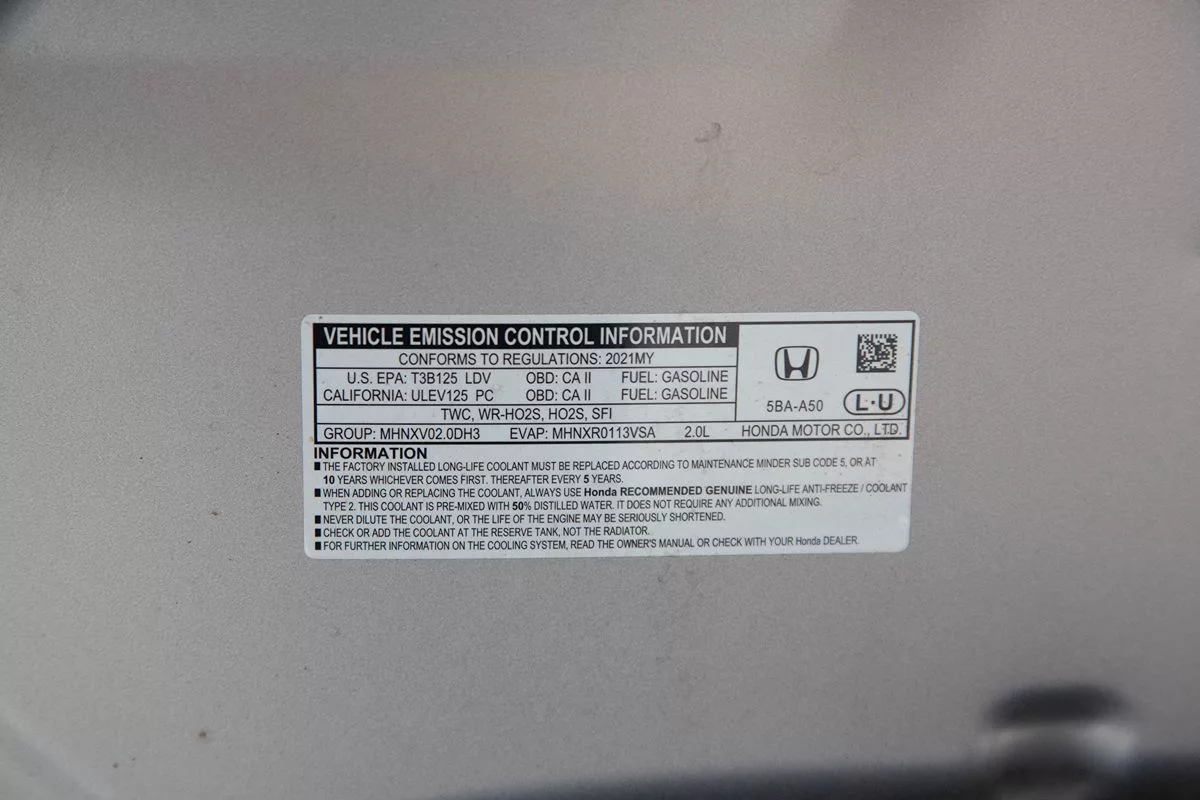 VEHICLE EMISSION CONTROL INFORMATION
CONFORMS TO REGULATIONS: 2021MY
U.S. EPA: T3B125 LDV OBD: CA II FUEL: GASOLINE
CALIFORNIA: ULEV125 PC OBD: CA II FUEL: GASOLINE
TWC, WR-HO2S, HO2S, SFI
5BA-A50 L·U
GROUP: MHNXV02.0DH3 EVAP: MHNXR0113VSA 2.0L HONDA MOTOR CO., LTD.
INFORMATION
■ THE FACTORY INSTALLED LONG-LIFE COOLANT MUST BE REPLACED ACCORDING TO MAINTENANCE MINDER SUB CODE 5, OR AT
10 YEARS WHICHEVER COMES FIRST. THEREAFTER EVERY 5 YEARS.
■ WHEN ADDING OR REPLACING THE COOLANT, ALWAYS USE Honda RECOMMENDED GENUINE LONG-LIFE ANTI-FREEZE / COOLANT
TYPE 2. THIS COOLANT IS PRE-MIXED WITH 50% DISTILLED WATER. IT DOES NOT REQUIRE ANY ADDITIONAL MIXING.
■ NEVER DILUTE THE COOLANT, OR THE LIFE OF THE ENGINE MAY BE SERIOUSLY SHORTENED.
■ CHECK OR ADD THE COOLANT AT THE RESERVE TANK, NOT THE RADIATOR.
■ FOR FURTHER INFORMATION ON THE COOLING SYSTEM, READ THE OWNER'S MANUAL OR CHECK WITH YOUR Honda DEALER.